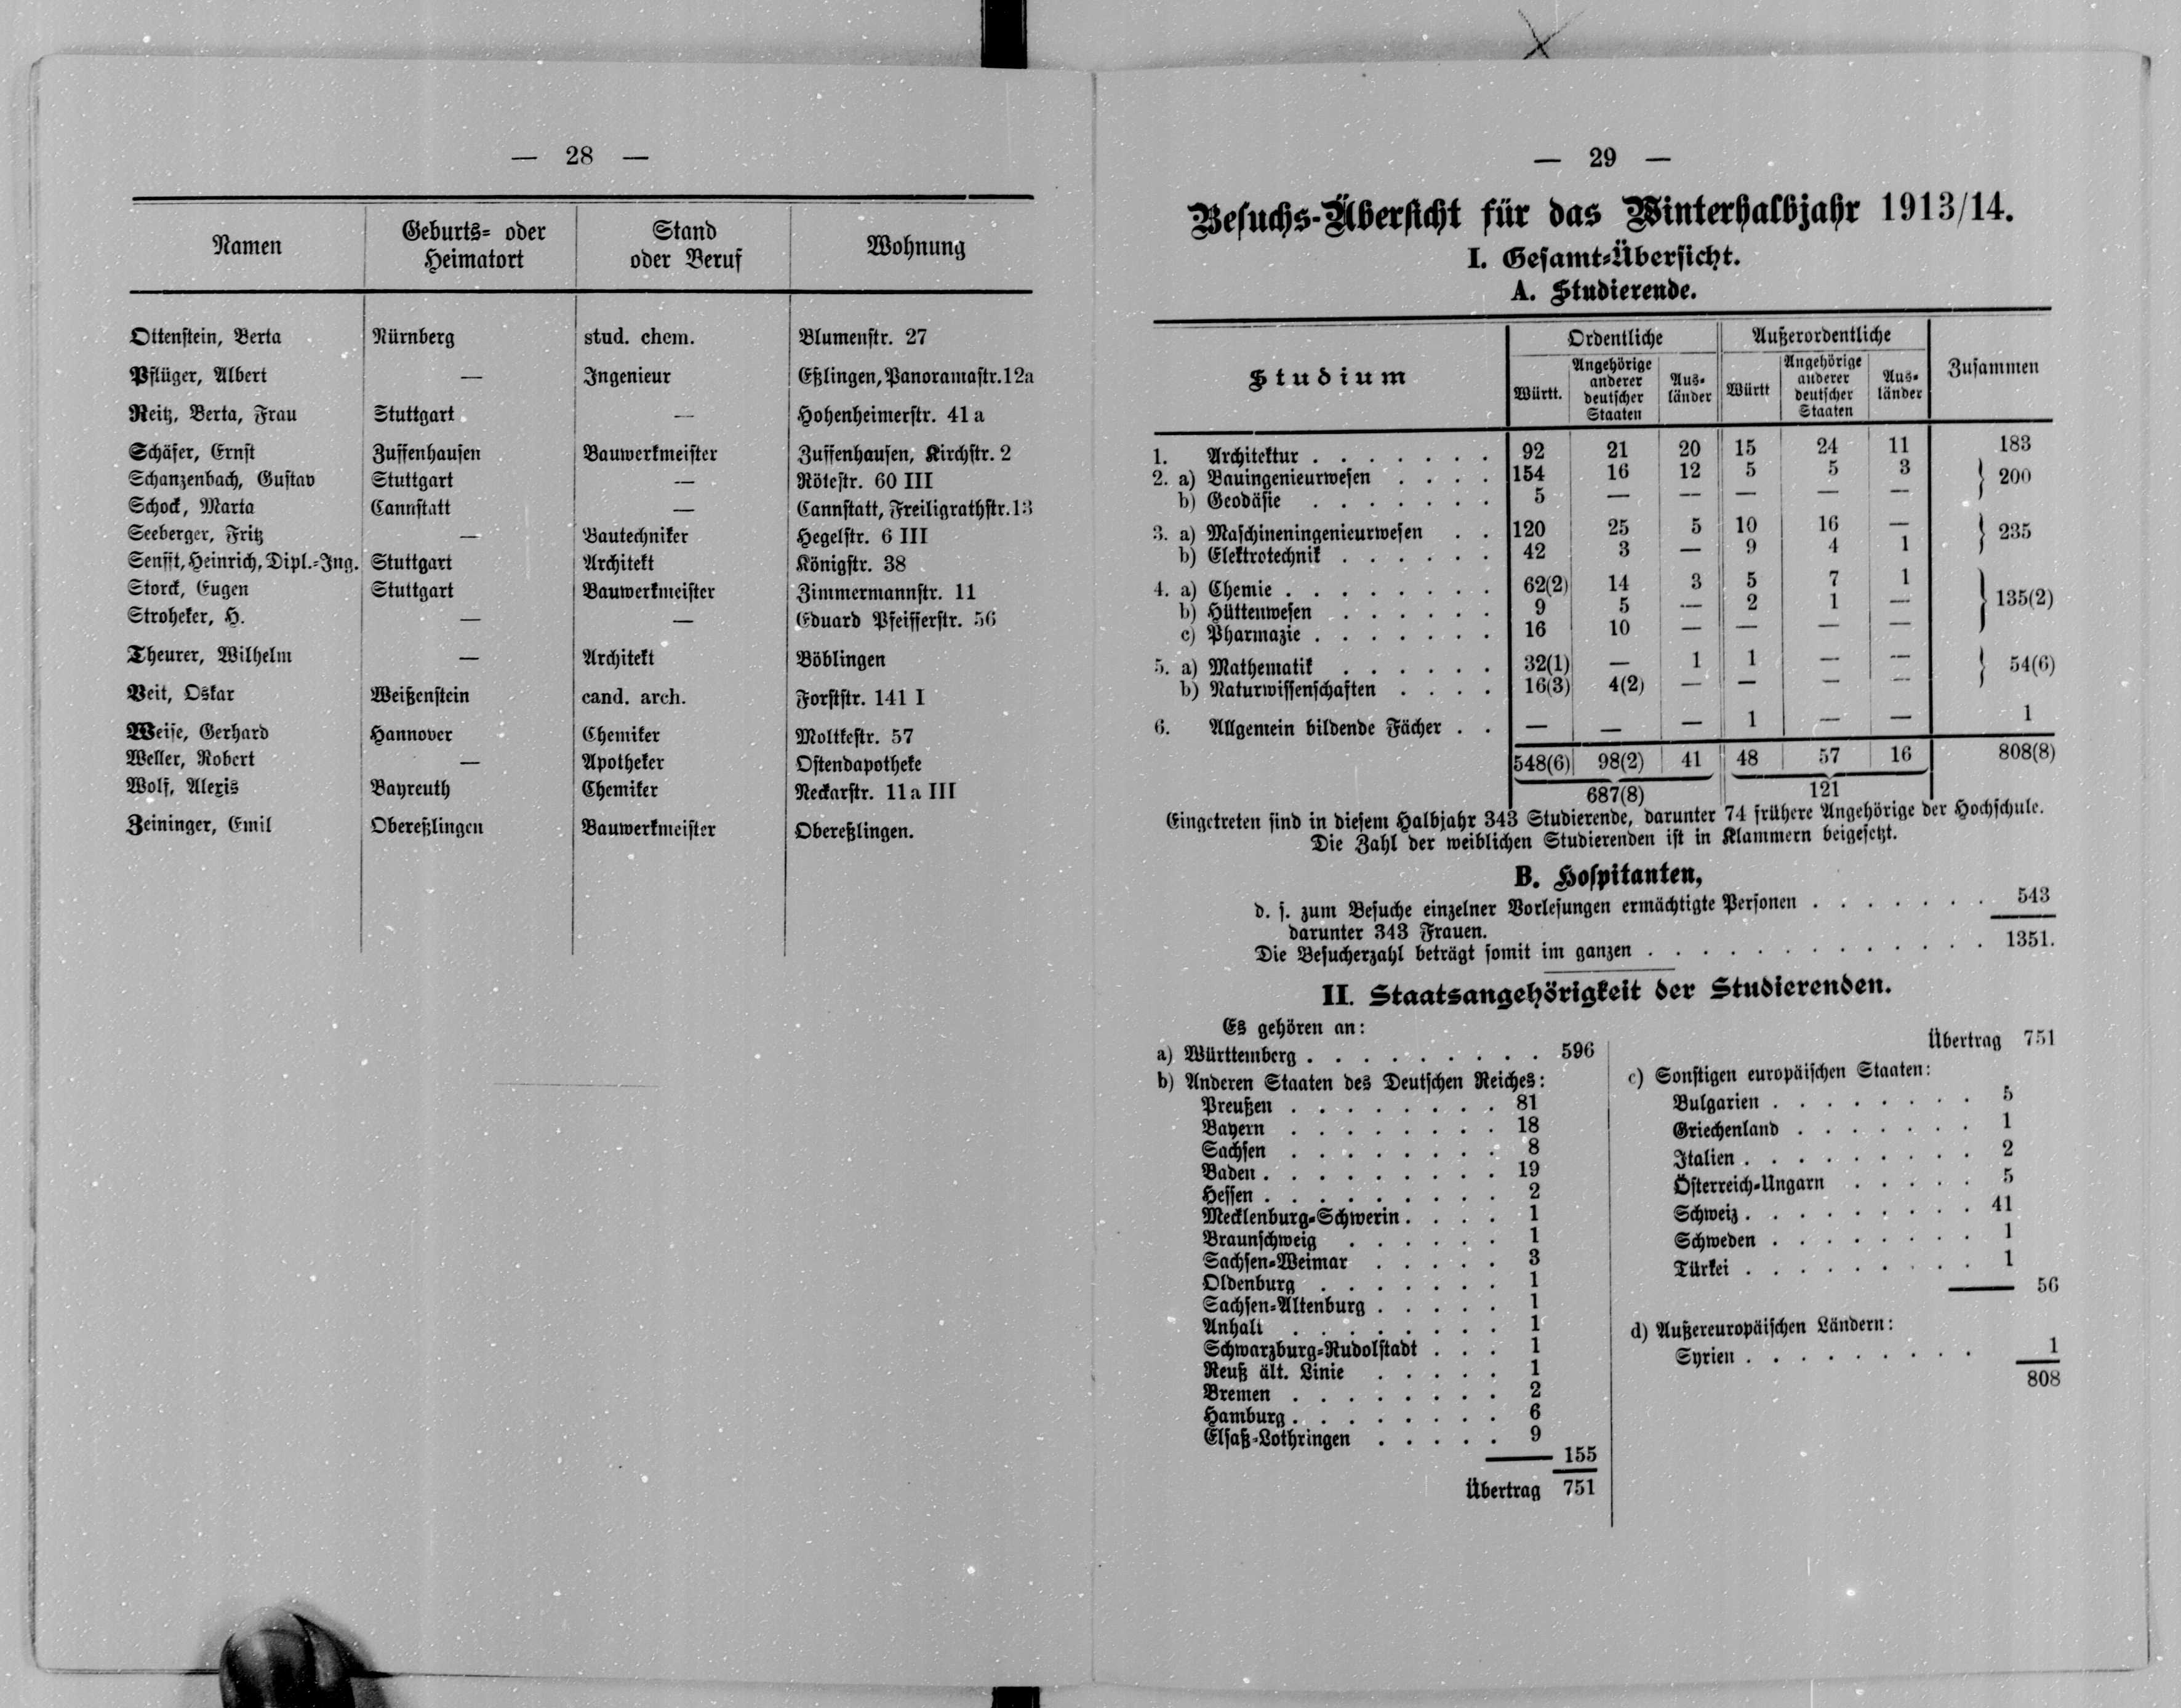 — 28 —
Namen Geburts- oder Heimatort Stand oder Beruf Wohnung
Ottenstein, Berta Nürnberg stud. chem. Blumenstr. 27
Pflüger, Albert — Ingenieur Eßlingen, Panoramastr. 12a
Reitz, Berta, Frau Stuttgart — Hohenheimerstr. 41 a
Schäfer, Ernst Zuffenhausen Bauwerkmeister Zuffenhausen, Kirchstr. 2
Schanzenbach, Gustav Stuttgart — Rötestr. 60 III
Schock, Marta Cannstatt — Cannstatt, Freiligrathstr. 13
Seeberger, Fritz — Bautechniker Hegelstr. 6 III
Senfft, Heinrich, Dipl.-Ing. Stuttgart Architekt Königstr. 38
Storck, Eugen Stuttgart Bauwerkmeister Zimmermannstr. 11
Stroheker, H. — — Eduard Pfeifferstr. 56
Theurer, Wilhelm — Architekt Böblingen
Veit, Oskar Weißenstein cand. arch. Forststr. 141 I
Weise, Gerhard Hannover Chemiker Moltkestr. 57
Weller, Robert — Apotheker Ostendapotheke
Wolf, Alexis Bayreuth Chemiker Neckarstr. 11 a III
Zeininger, Emil Obereßlingen Bauwerkmeister Obereßlingen.
— 29 —
Besuchs-Übersicht für das Winterhalbjahr 1913/14.
I. Gesamt-Übersicht.
A. Studierende.
Studium Ordentliche Außerordentliche Zusammen
Württ. Angehörige anderer deutscher Staaten Ausländer Württ Angehörige anderer deutscher Staaten Ausländer
1. Architektur . . . . . . . 92 21 20 15 24 11 183
2. a) Bauingenieurwesen . . . . 154 16 12 5 5 3 } 200
b) Geodäsie . . . . . . . 5 — — — — —
3. a) Maschineningenieurwesen . . 120 25 5 10 16 — } 235
b) Elektrotechnik . . . . . . 42 3 — 9 4 1
4. a) Chemie . . . . . . . . 62(2) 14 3 5 7 1 } 135(2)
b) Hüttenwesen . . . . . . 9 5 — 2 1 —
c) Pharmazie . . . . . . . 16 10 — — — —
5. a) Mathematik . . . . . . 32(1) — 1 1 — — } 54(6)
b) Naturwissenschaften . . . . 16(3) 4(2) — — — —
6. Allgemein bildende Fächer . . — — — 1 — — 1
548(6) 98(2) 41 48 57 16 808(8)
687(8) 121
Eingetreten sind in diesem Halbjahr 343 Studierende, darunter 74 frühere Angehörige der Hochschule.
Die Zahl der weiblichen Studierenden ist in Klammern beigesetzt.
B. Hospitanten,
d. s. zum Besuche einzelner Vorlesungen ermächtigte Personen . . . . . . . 543
darunter 343 Frauen.
Die Besucherzahl beträgt somit im ganzen . . . . . . . . . . . . . 1351.
II. Staatsangehörigkeit der Studierenden.
Es gehören an:
a) Württemberg . . . . . . . . . 596
b) Anderen Staaten des Deutschen Reiches:
Preußen . . . . . . . . 81
Bayern . . . . . . . . 18
Sachsen . . . . . . . . 8
Baden . . . . . . . . . 19
Hessen . . . . . . . . . 2
Mecklenburg-Schwerin . . . . 1
Braunschweig . . . . . . 1
Sachsen-Weimar . . . . . 3
Oldenburg . . . . . . . 1
Sachsen-Altenburg . . . . . 1
Anhalt . . . . . . . . 1
Schwarzburg-Rudolstadt . . . 1
Reuß ält. Linie . . . . . 1
Bremen . . . . . . . . 2
Hamburg . . . . . . . . 6
Elsaß-Lothringen . . . . . 9
155
Übertrag 751
Übertrag 751
c) Sonstigen europäischen Staaten:
Bulgarien . . . . . . . . 5
Griechenland . . . . . . . 1
Italien . . . . . . . . . 2
Österreich-Ungarn . . . . . 5
Schweiz . . . . . . . . . 41
Schweden . . . . . . . . 1
Türkei . . . . . . . . . 1
56
d) Außereuropäischen Ländern:
Syrien . . . . . . . . . 1
808